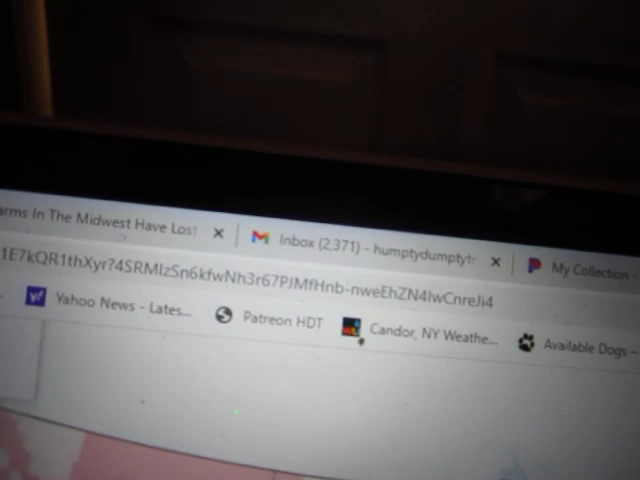 arms In The Midwest Have Lost
Inbox (2,371) - humptydumptytr
My Collection
1E7kQR1thXyr?4SRMIzSn6kfwNh3r67PJMfHnb-nweEhZN4IwCnreJi4
Yahoo News - Lates...
Patreon HDT
Candor, NY Weathe...
Available Dogs -